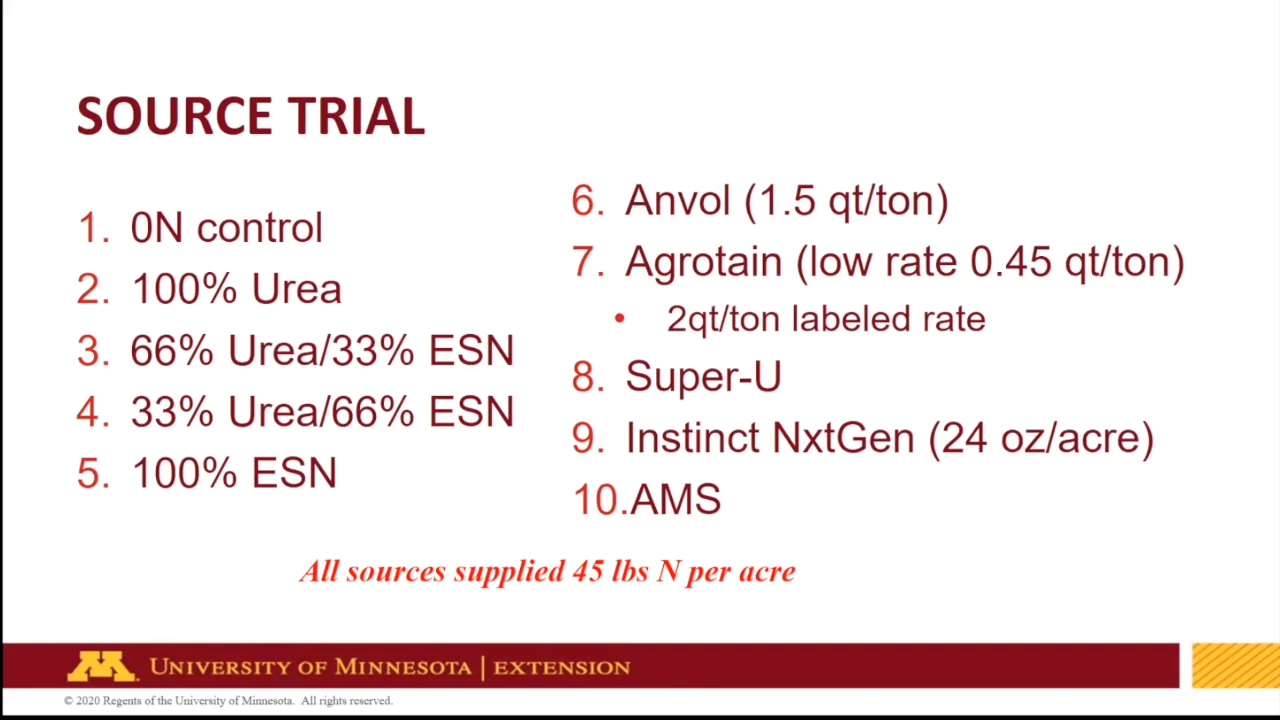 SOURCE TRIAL
1. 0N control
2. 100% Urea
3. 66% Urea/33% ESN
4. 33% Urea/66% ESN
5. 100% ESN
6. Anvol (1.5 qt/ton)
7. Agrotain (low rate 0.45 qt/ton)
• 2qt/ton labeled rate
8. Super-U
9. Instinct NxtGen (24 oz/acre)
10.AMS
All sources supplied 45 lbs N per acre
M UNIVERSITY OF MINNESOTA | EXTENSION
© 2020 Regents of the University of Minnesota. All rights reserved.